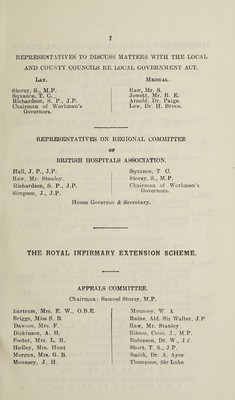 7
REPRESENTATIVES TO DISCUSS MATTERS WITH THE LOCAL
AND COUNTY COUNCILS RE LOCAL GOVERNMENT ACT.
LAY.
Storey, S., M.P.
Squance, T. C.
Richardson, S. P., J.P.
Chairman of Workman's
Governors.
MEDICAL.
Raw, Mr. S.
Jowett, Mr. R. E.
Arnold, Dr. Paige.
Low, Dr. H. Bruce.
REPRESENTATIVES ON REGIONAL COMMITTEE
OF
BRITISH HOSPITALS ASSOCIATION.
Hall, J. P., J.P.
Raw, Mr. Stanley.
Richardson, S. P., J.P.
Simpson, J., J.P.
Squance, T C.
Storey, S., M.P.
Chairman of Workmen's
Governors.
House Governor & Secretary.
THE ROYAL INFIRMARY EXTENSION SCHEME.
APPEALS COMMITTEE.
Chairman: Samuel Storey, M.P.
Bartram, Mrs. E. W., O.B.E.
Briggs, Miss S. B.
Dawson, Mrs. F.
Dickinson, A. H.
Foster, Mrs. L. H.
Hedley, Mrs. Hunt
Morgan, Mrs. G. B.
Mounsey, J. H.
Mounsey, W. A
Raine, Ald. Sir Walter, J.P
Raw, Mr. Stanley
Ritson, Coun. J., M.P.
Robinson, Dr. W., J.P.
Short, T. S., J.P.
Smith, Dr. A. Ayre
Thompson, Sir Luke